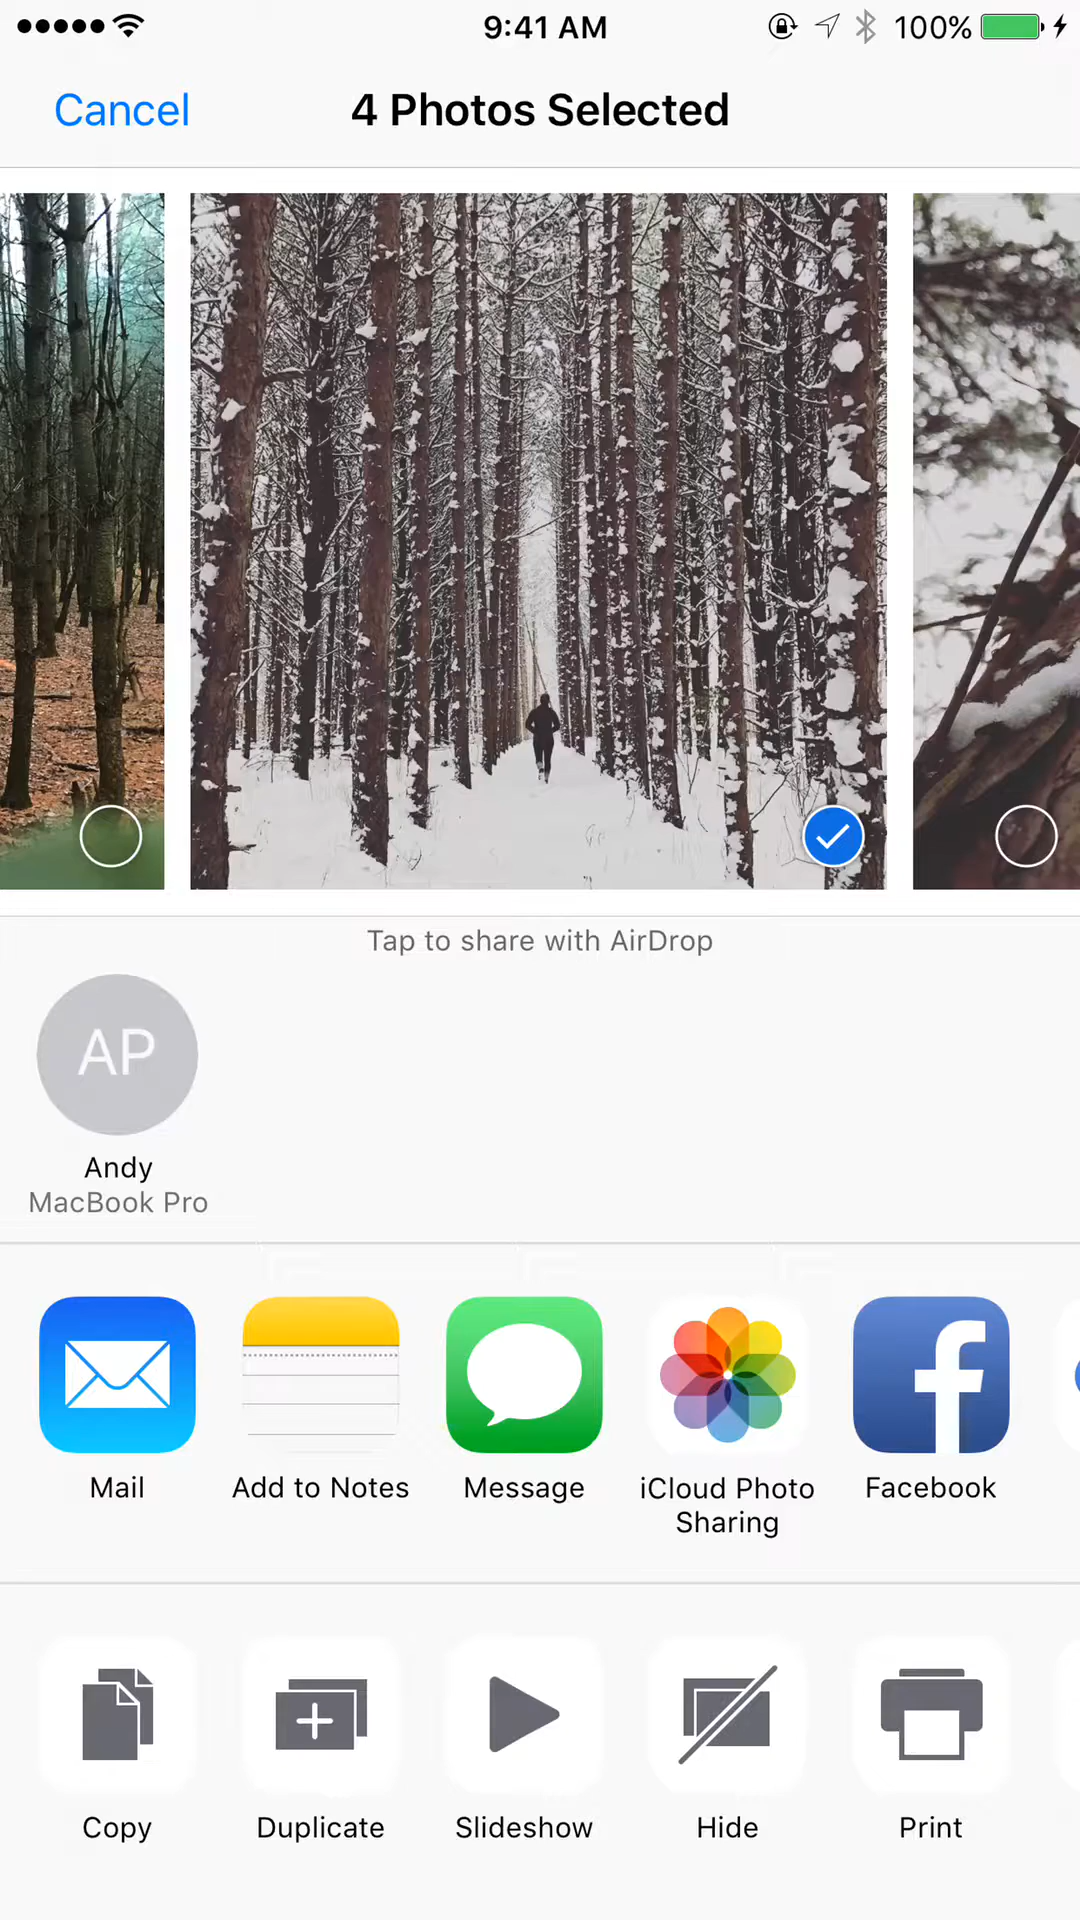 9:41 AM
100%
Cancel
4 Photos Selected
Tap to share with AirDrop
AP
Andy
MacBook Pro
Mail
Add to Notes
Message
iCloud Photo
Sharing
Facebook
Copy
Duplicate
Slideshow
Hide
Print